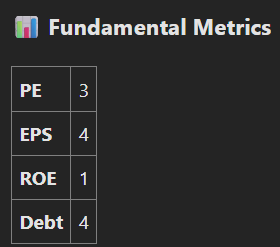 Fundamental Metrics
PE 3
EPS 4
ROE 1
Debt 4